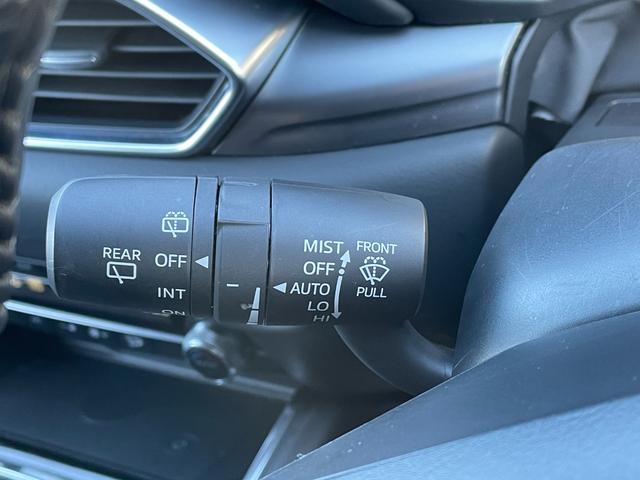 REAR
OFF
INT
ON
MIST
OFF
AUTO
LO
HI
FRONT
PULL